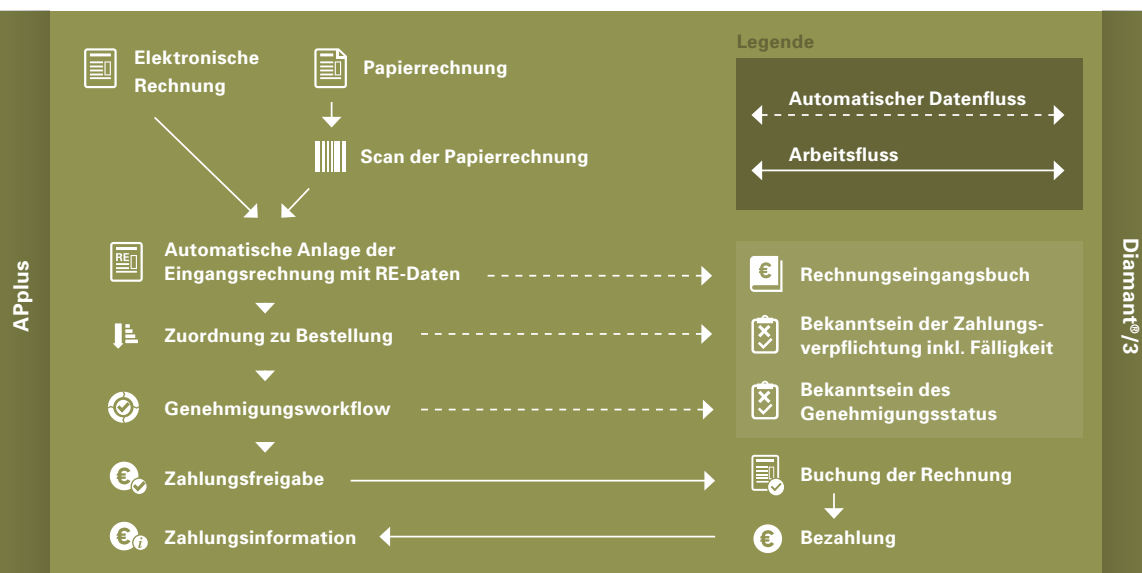 APplus
Elektronische
Rechnung
Papierrechnung
Scan der Papierrechnung
Legende
Automatischer Datenfluss
Arbeitsfluss
RE
Automatische Anlage der
Eingangsrechnung mit RE-Daten
Rechnungseingangsbuch
Zuordnung zu Bestellung
Bekanntsein der Zahlungs-
verpflichtung inkl. Fälligkeit
Genehmigungsworkflow
Bekanntsein des
Genehmigungsstatus
Zahlungsfreigabe
Buchung der Rechnung
Zahlungsinformation
Bezahlung
Diamant®/3